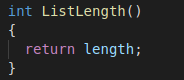 int ListLength()
{
  return length;
}